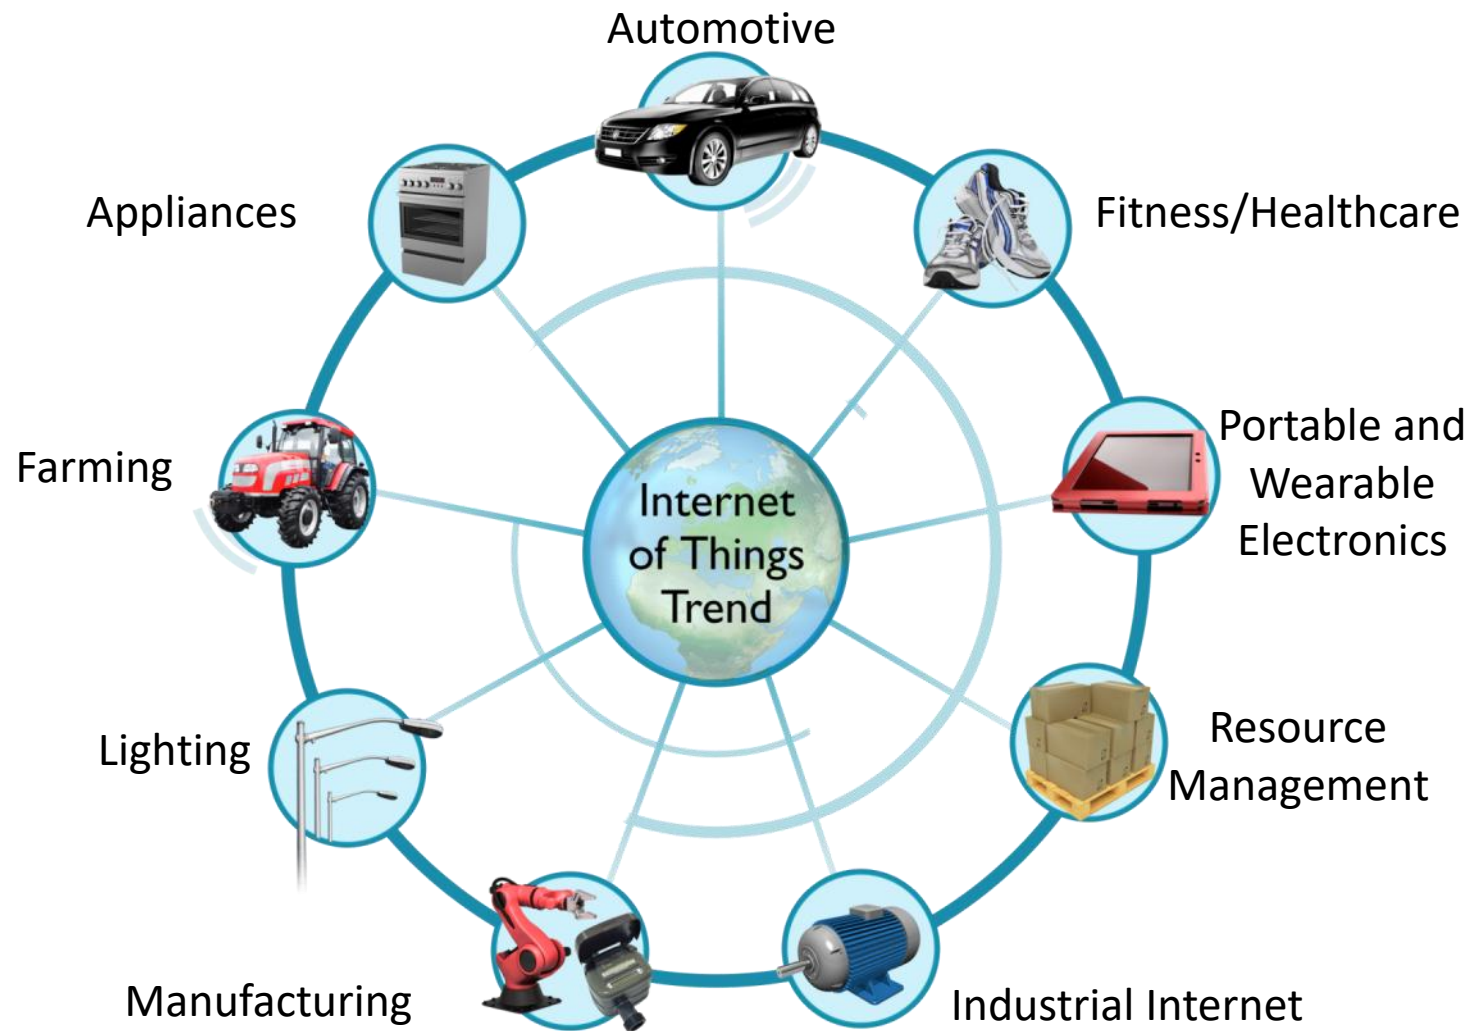 Automotive
Appliances
Fitness/Healthcare
Portable and
Wearable
Electronics
Farming
Internet
of Things
Trend
Lighting
Resource
Management
Manufacturing
Industrial Internet